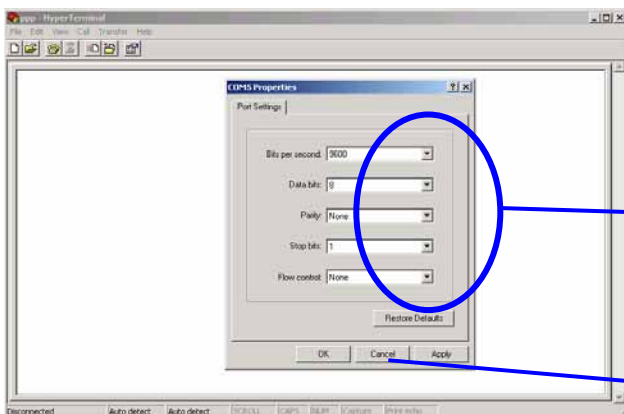 ppp - HyperTerminal
File Edit View Call Transfer Help
COM5 Properties
Port Settings
Bits per second: 9600
Data bits: 8
Parity: None
Stop bits: 1
Flow control: None
Restore Defaults
OK Cancel Apply
Disconnected Auto detect Auto detect SCROLL CAPS NUM Capture Print echo